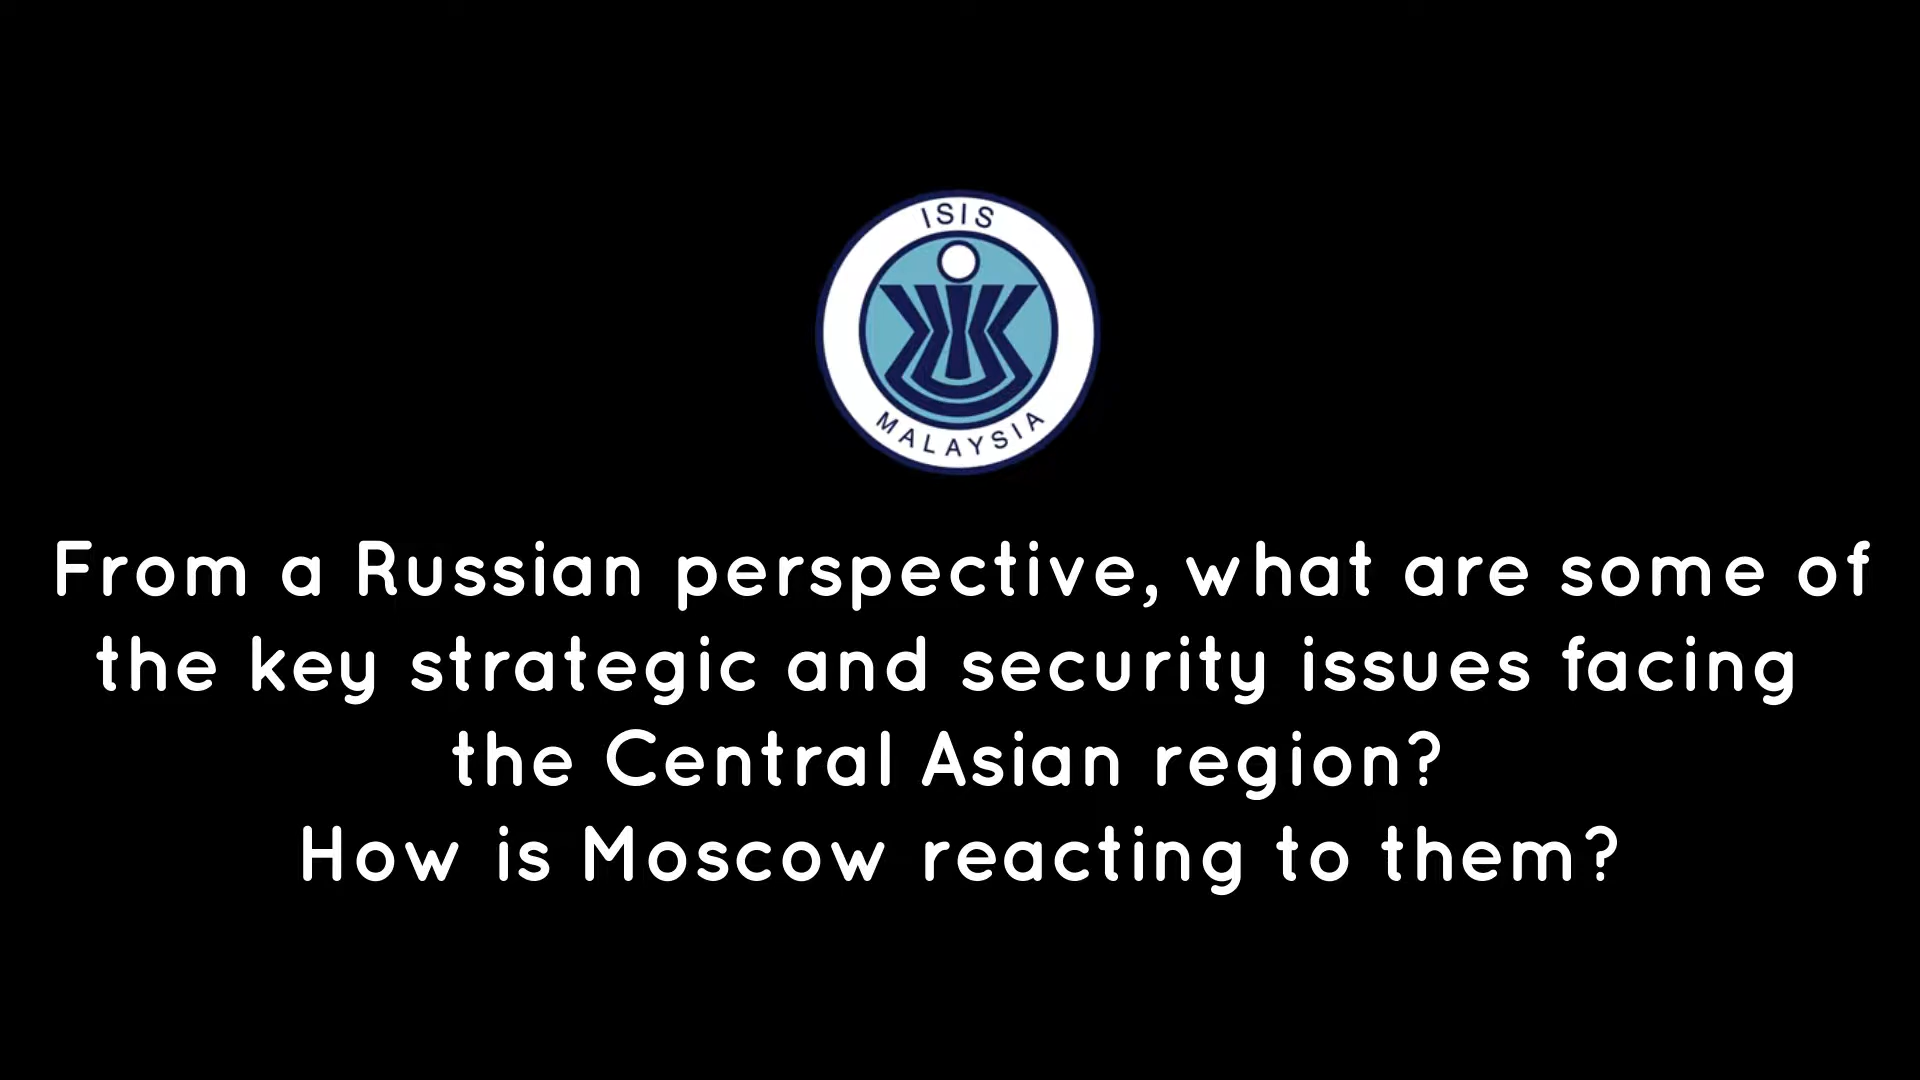 ISIS
MALAYSIA
From a Russian perspective, what are some of
the key strategic and security issues facing
the Central Asian region?
How is Moscow reacting to them?